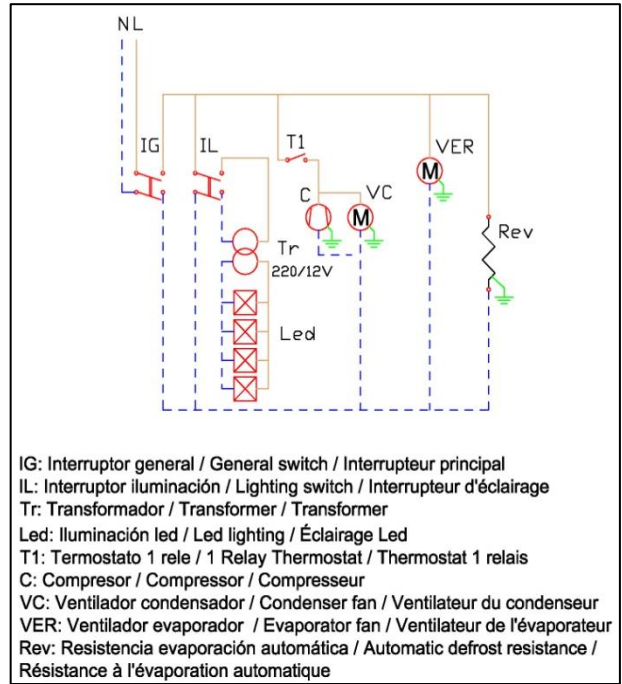 N L
IG
IL
T1
VER
M
C
VC
M
Rev
Tr
220/12V
Led
IG: Interruptor general / General switch / Interrupteur principal
IL: Interruptor iluminación / Lighting switch / Interrupteur d'éclairage
Tr: Transformador / Transformer / Transformer
Led: Iluminación led / Led lighting / Éclairage Led
T1: Termostato 1 rele / 1 Relay Thermostat / Thermostat 1 relais
C: Compresor / Compressor / Compresseur
VC: Ventilador condensador / Condenser fan / Ventilateur du condenseur
VER: Ventilador evaporador / Evaporator fan / Ventilateur de l'évaporateur
Rev: Resistencia evaporación automática / Automatic defrost resistance /
Résistance à l'évaporation automatique